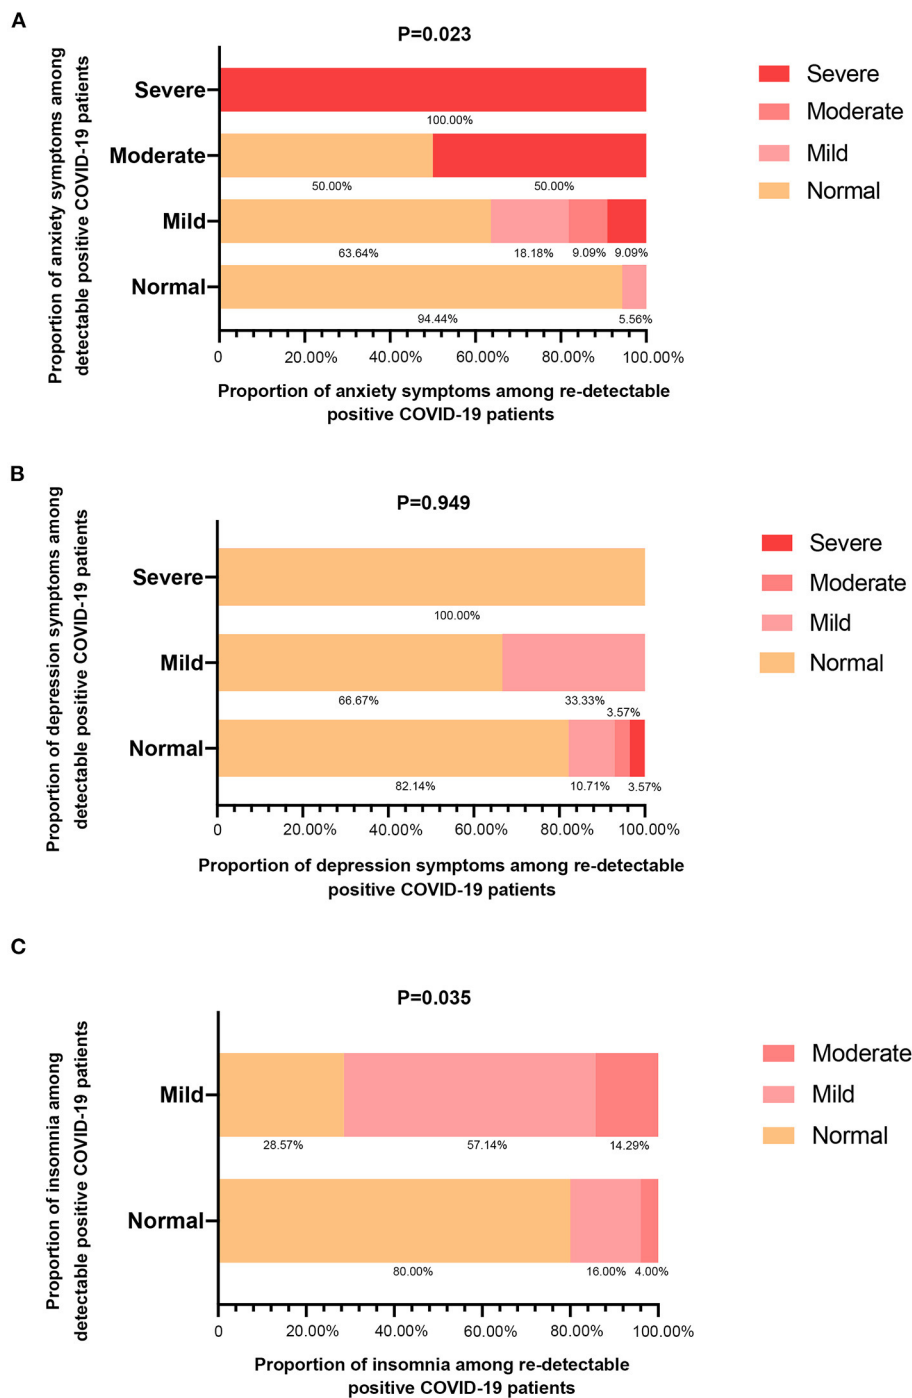 A
P=0.023
Proportion of anxiety symptoms among
detectable positive COVID-19 patients
Severe
100.00%
Moderate
50.00% 50.00%
Mild
63.64% 18.18% 9.09% 9.09%
Normal
94.44% 5.56%
0 20.00% 40.00% 60.00% 80.00% 100.00%
Proportion of anxiety symptoms among re-detectable
positive COVID-19 patients
Severe
Moderate
Mild
Normal
B
P=0.949
Proportion of depression symptoms among
detectable positive COVID-19 patients
Severe
100.00%
Mild
66.67% 33.33%
3.57%
Normal
82.14% 10.71% 3.57%
0 20.00% 40.00% 60.00% 80.00% 100.00%
Proportion of depression symptoms among re-detectable
positive COVID-19 patients
Severe
Moderate
Mild
Normal
C
P=0.035
Proportion of insomnia among
detectable positive COVID-19 patients
Mild
28.57% 57.14% 14.29%
Normal
80.00% 16.00% 4.00%
0 20.00% 40.00% 60.00% 80.00% 100.00%
Proportion of insomnia among re-detectable
positive COVID-19 patients
Moderate
Mild
Normal